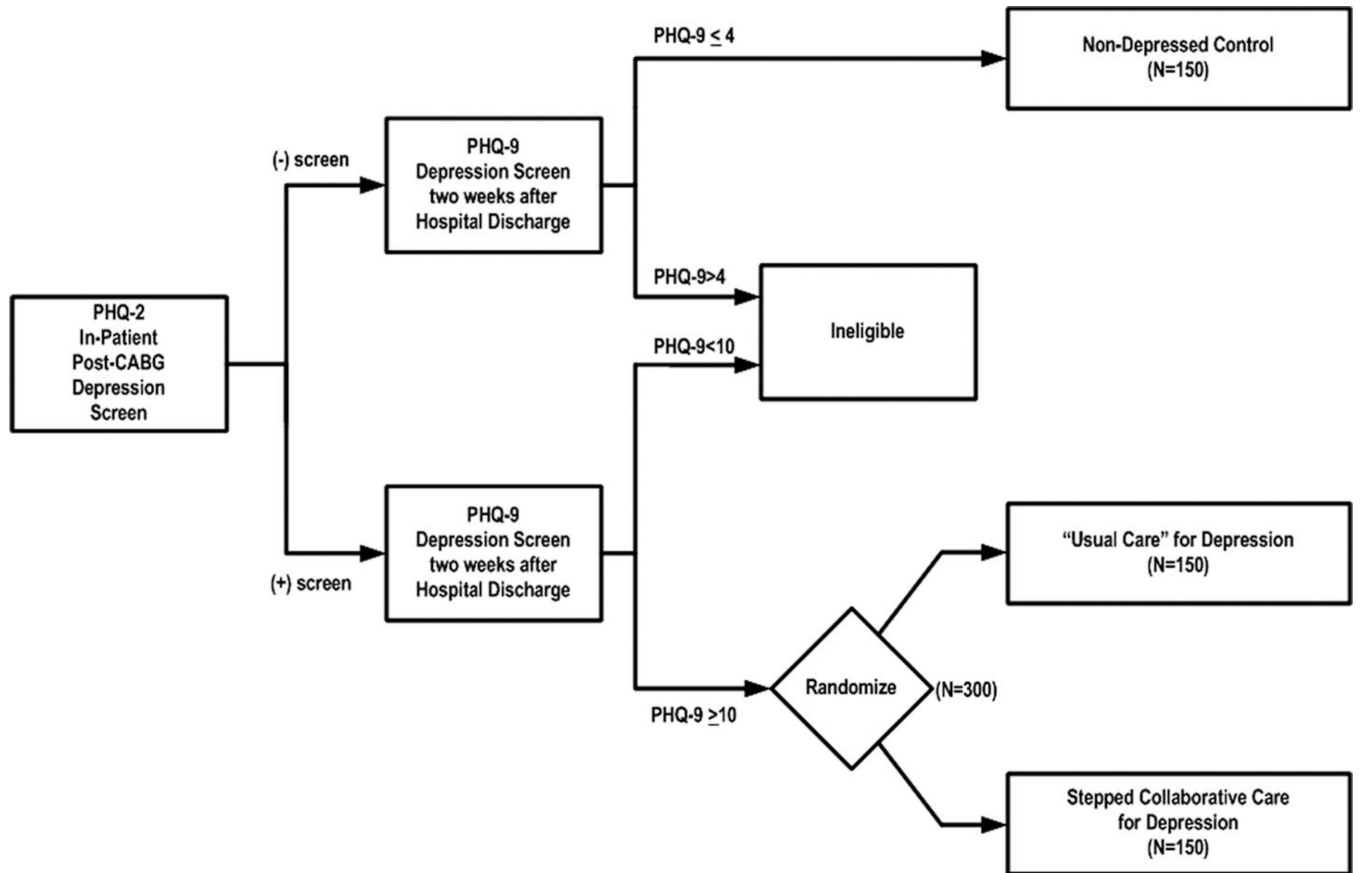 PHQ-9 ≤ 4
Non-Depressed Control
(N=150)
(-) screen
PHQ-9
Depression Screen
two weeks after
Hospital Discharge
PHQ-9>4
PHQ-2
In-Patient
Post-CABG
Depression
Screen
Ineligible
PHQ-9<10
(+) screen
PHQ-9
Depression Screen
two weeks after
Hospital Discharge
"Usual Care" for Depression
(N=150)
PHQ-9 ≥10
Randomize
(N=300)
Stepped Collaborative Care
for Depression
(N=150)